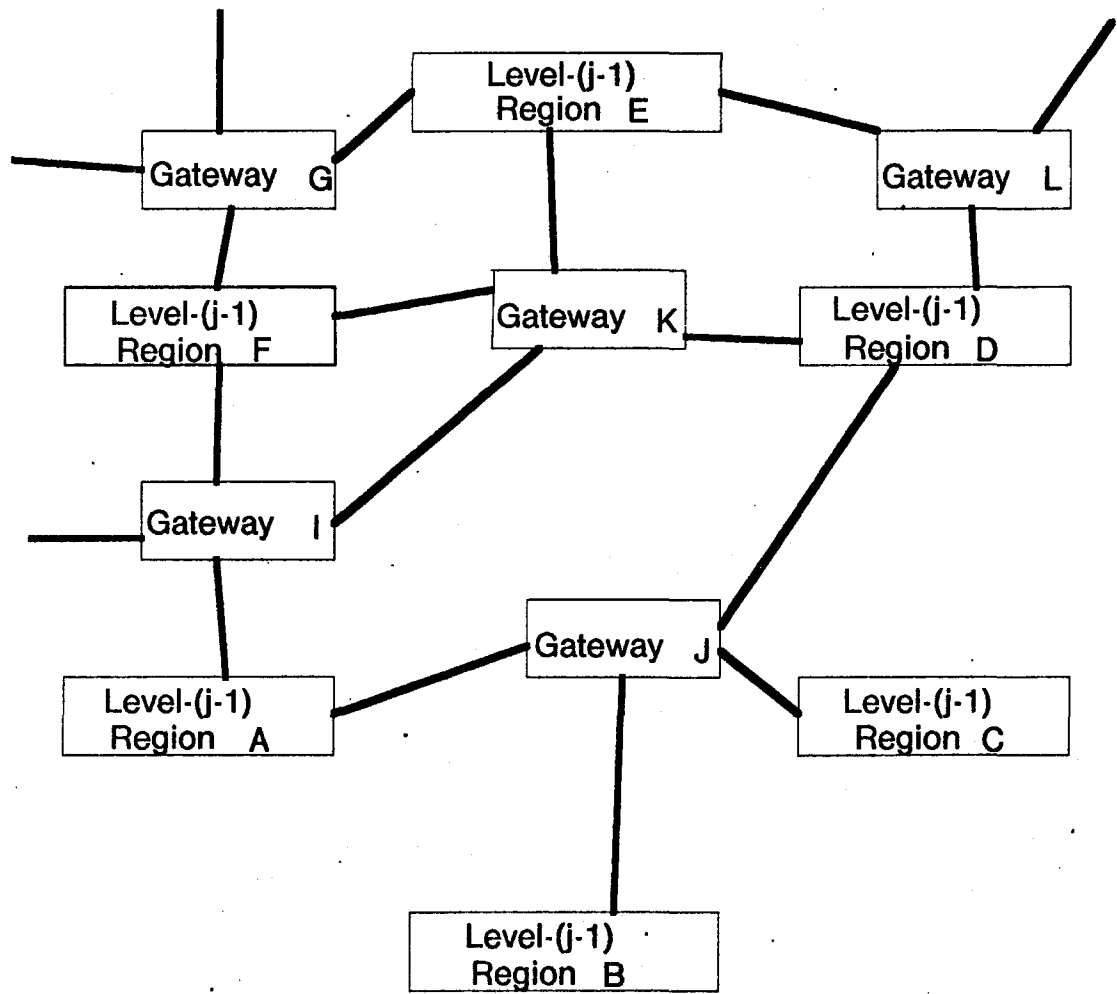 Level-(j-1)
Region E
Gateway G
Gateway L
Level-(j-1)
Region F
Gateway K
Level-(j-1)
Region D
Gateway I
Gateway J
Level-(j-1)
Region A
Level-(j-1)
Region C
Level-(j-1)
Region B